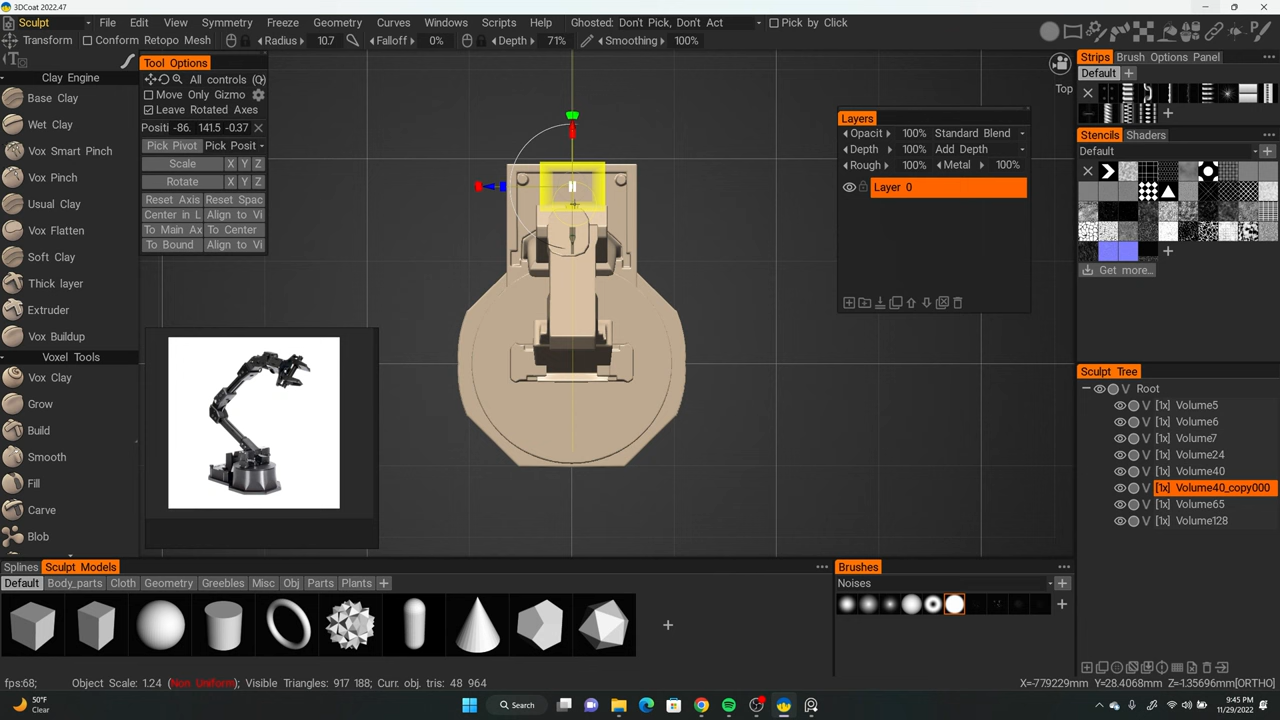 3DCoat 2022.47
Sculpt File Edit View Symmetry Freeze Geometry Curves Windows Scripts Help Ghosted: Don't Pick, Don't Act Pick by Click
Transform Conform Retopo Mesh Radius 10.7 Falloff 0% Depth 71% Smoothing 100%
Clay Engine
Base Clay
Wet Clay
Vox Smart Pinch
Vox Pinch
Usual Clay
Vox Flatten
Soft Clay
Thick layer
Extruder
Vox Buildup
Voxel Tools
Vox Clay
Grow
Build
Smooth
Fill
Carve
Blob
Tool Options
All controls (Q)
Move Only Gizmo
Leave Rotated Axes
Positi -86. 141.5 -0.37
Pick Pivot Pick Posit
Scale X Y Z
Rotate X Y Z
Reset Axis Reset Spac
Center in L Align to Vi
To Main Ax To Center
To Bound Align to Vi
Top
Layers
Opacit 100% Standard Blend
Depth 100% Add Depth
Rough 100% Metal 100%
Layer 0
Strips Brush Options Panel
Default
Stencils Shaders
Default
Get more...
Sculpt Tree
V Root
V [1x] Volume5
V [1x] Volume6
V [1x] Volume7
V [1x] Volume24
V [1x] Volume40
V [1x] Volume40_copy000
V [1x] Volume65
V [1x] Volume128
Splines Sculpt Models
Default Body_parts Cloth Geometry Greebles Misc Obj Parts Plants
Brushes
Noises
fps:68; Object Scale: 1.24 (Non Uniform); Visible Triangles: 917 188; Curr. obj. tris: 48 964
X=-779229mm Y=28.4068mm Z=-1.35696mm [ORTHO]
50°F
Clear
Search
9:45 PM
11/29/2022